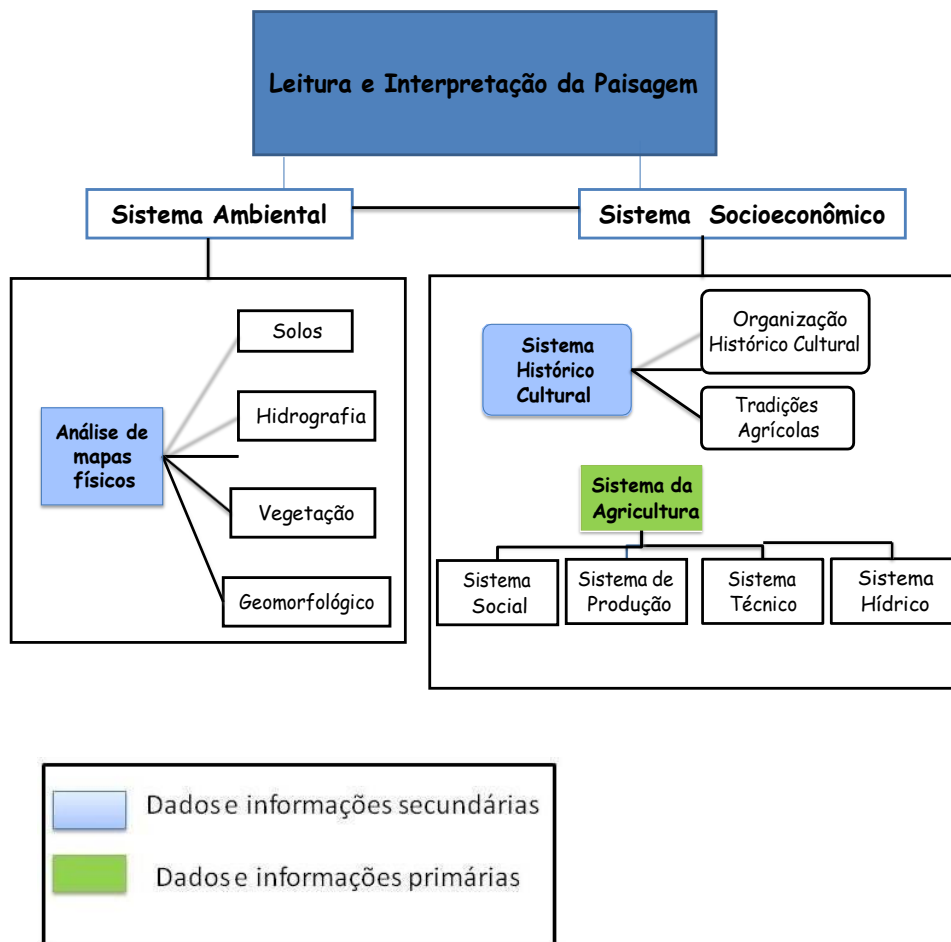 Leitura e Interpretação da Paisagem
Sistema Ambiental
Sistema Socioeconômico
Análise de
mapas
físicos
Solos
Hidrografia
Vegetação
Geomorfológico
Sistema
Histórico
Cultural
Organização
Histórico Cultural
Tradições
Agrícolas
Sistema da
Agricultura
Sistema
Social
Sistema de
Produção
Sistema
Técnico
Sistema
Hídrico
Dados e informações secundárias
Dados e informações primárias